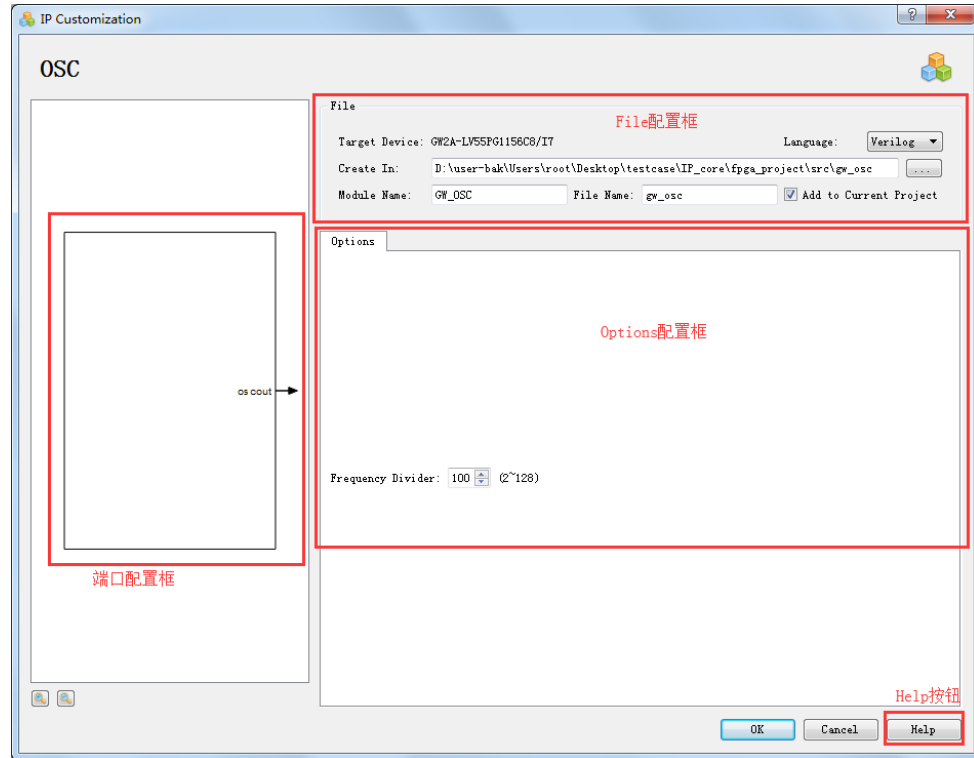 IP Customization
OSC
File
File配置框
Target Device: GW2A-LV55PG1156C8/I7 Language: Verilog
Create In: D:\user-bak\Users\root\Desktop\testcase\IP_core\fpga_project\src\gw_osc ...
Module Name: GW_OSC File Name: gw_osc Add to Current Project
Options
Options配置框
oscout
Frequency Divider: 100 (2~128)
端口配置框
Help按钮
OK Cancel Help